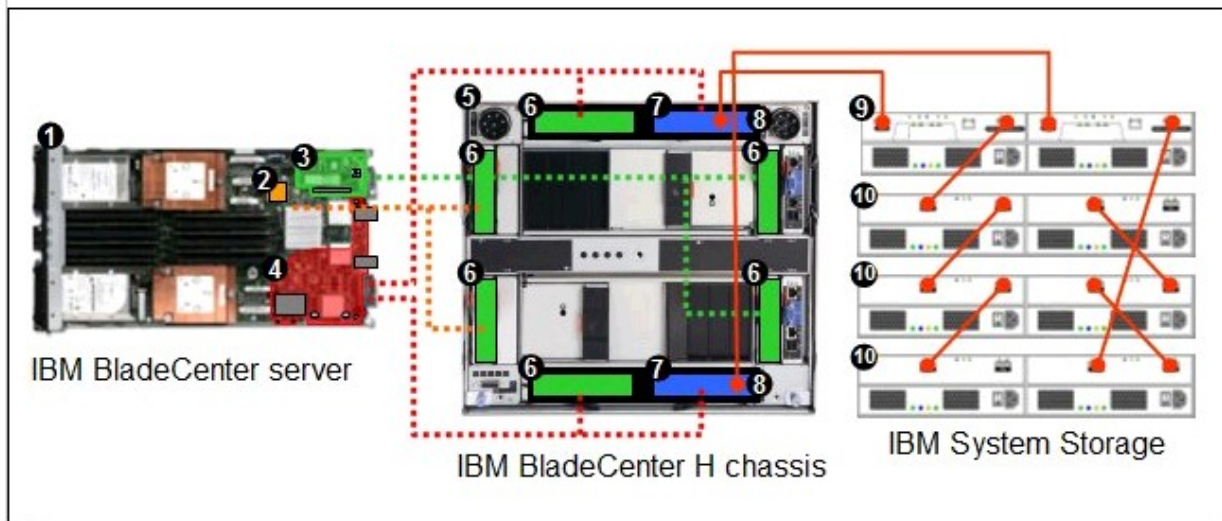 5 6 7 8 9
1 3 6 6
2 10
4 6 6 10
6 7 8 10
IBM BladeCenter server
IBM BladeCenter H chassis
IBM System Storage